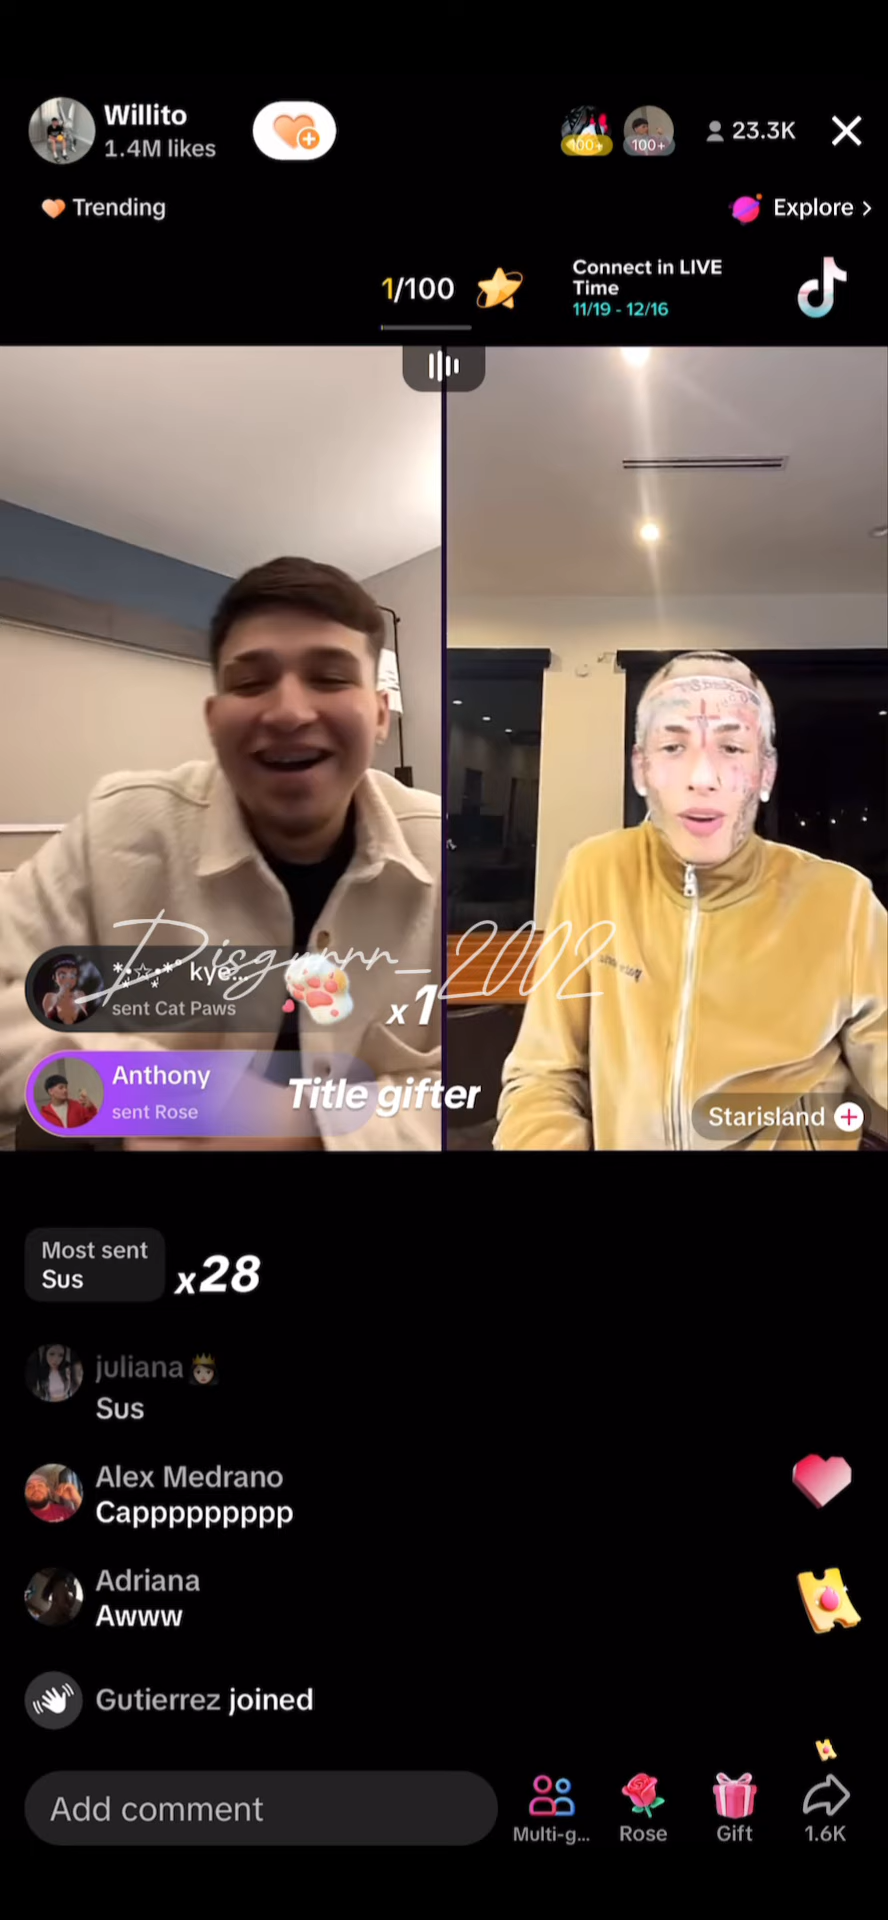 Willito
1.4M likes
100+
100+
23.3K
Trending
Explore >
1/100
Connect in LIVE
Time
11/19 - 12/16
*•☆•*° kye...
sent Cat Paws
x1
Disgurrr_2002
Anthony
sent Rose
Title gifter
Starisland
Most sent
Sus
x28
juliana
Sus
Alex Medrano
Cappppppppp
Adriana
Awww
Gutierrez joined
Add comment
Multi-g...
Rose
Gift
1.6K